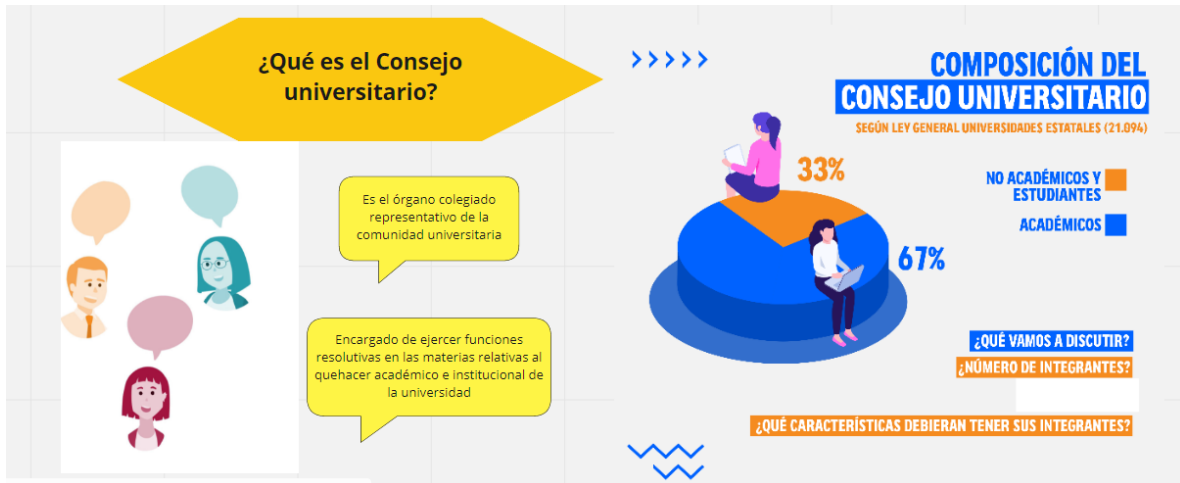 ¿Qué es el Consejo
universitario?
Es el órgano colegiado
representativo de la
comunidad universitaria
Encargado de ejercer funciones
resolutivas en las materias relativas al
quehacer académico e institucional de
la universidad
>>>>>
COMPOSICIÓN DEL
CONSEJO UNIVERSITARIO
SEGÚN LEY GENERAL UNIVERSIDADES ESTATALES (21.094)
33%
NO ACADÉMICOS Y
ESTUDIANTES
ACADÉMICOS
67%
¿QUÉ VAMOS A DISCUTIR?
¿NÚMERO DE INTEGRANTES?
¿QUÉ CARACTERÍSTICAS DEBIERAN TENER SUS INTEGRANTES?